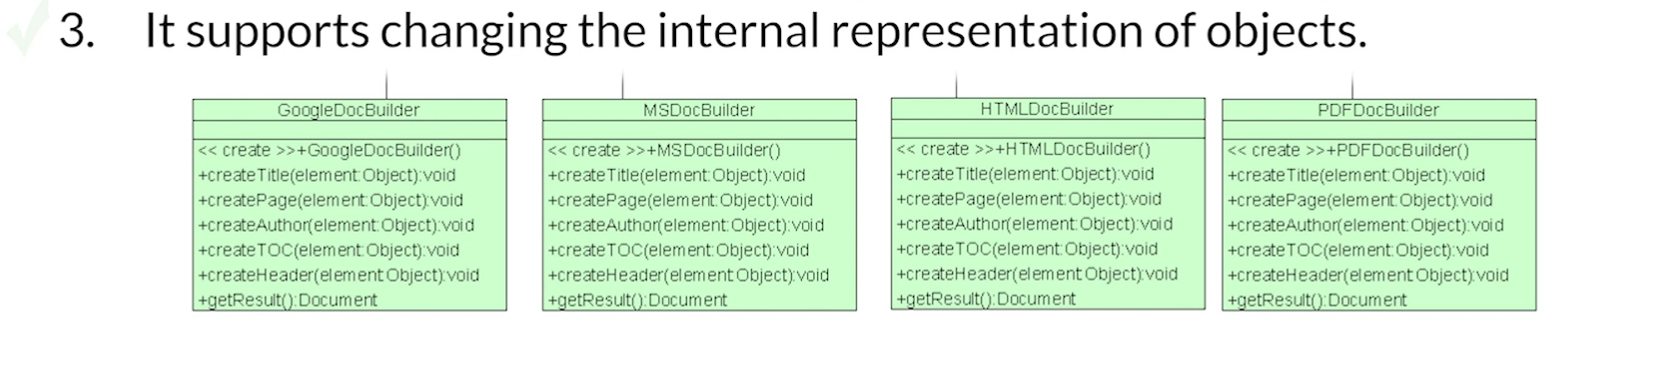 3. It supports changing the internal representation of objects.
GoogleDocBuilder
<< create >>+GoogleDocBuilder()
+createTitle(element:Object):void
+createPage(element:Object):void
+createAuthor(element:Object):void
+createTOC(element:Object):void
+createHeader(element:Object):void
+getResult():Document
MSDocBuilder
<< create >>+MSDocBuilder()
+createTitle(element:Object):void
+createPage(element:Object):void
+createAuthor(element:Object):void
+createTOC(element:Object):void
+createHeader(element:Object):void
+getResult():Document
HTMLDocBuilder
<< create >>+HTMLDocBuilder()
+createTitle(element:Object):void
+createPage(element:Object):void
+createAuthor(element:Object):void
+createTOC(element:Object):void
+createHeader(element:Object):void
+getResult():Document
PDFDocBuilder
<< create >>+PDFDocBuilder()
+createTitle(element:Object):void
+createPage(element:Object):void
+createAuthor(element:Object):void
+createTOC(element:Object):void
+createHeader(element:Object):void
+getResult():Document